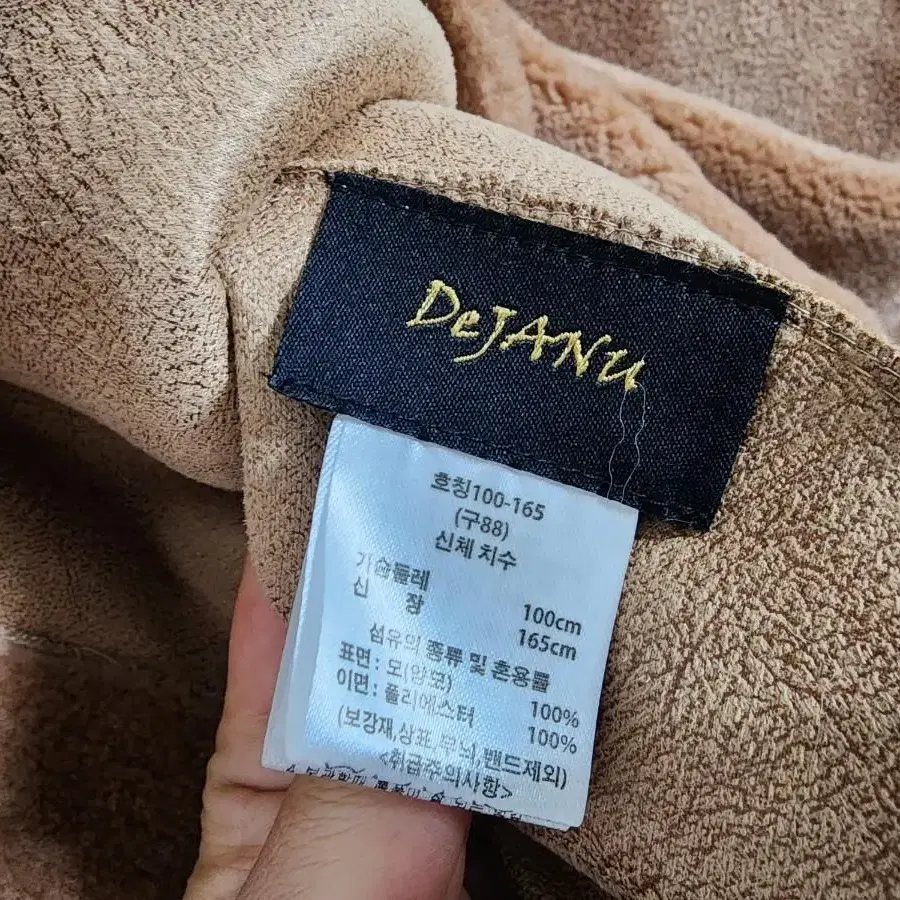 DeJANU
호칭100-165
(구88)
신체 치수
가슴둘레 100cm
신 장 165cm
섬유의 종류 및 혼용률
표면 : 모(양모) 100%
이면 : 폴리에스터 100%
(보강재,상표,무늬,밴드제외)
<취급주의사항>